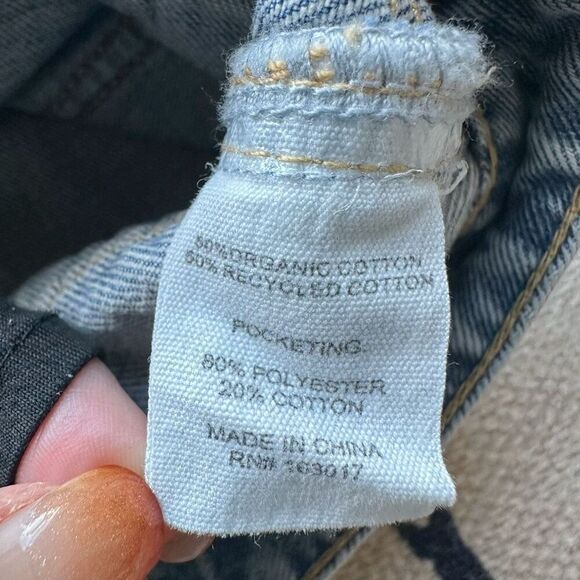 50% ORGANIC COTTON
50% RECYCLED COTTON
POCKETING:
80% POLYESTER
20% COTTON
MADE IN CHINA
RN# 163017